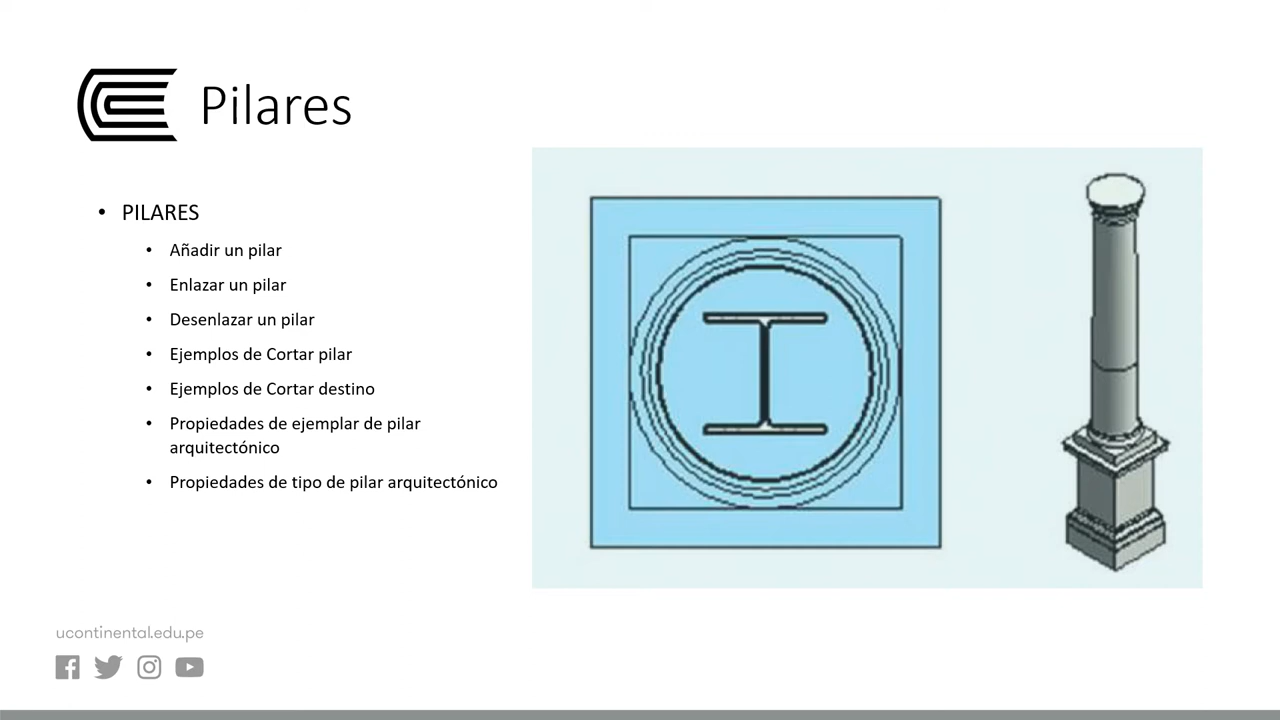 Pilares
PILARES
Añadir un pilar
Enlazar un pilar
Desenlazar un pilar
Ejemplos de Cortar pilar
Ejemplos de Cortar destino
Propiedades de ejemplar de pilar
arquitectónico
Propiedades de tipo de pilar arquitectónico
ucontinental.edu.pe